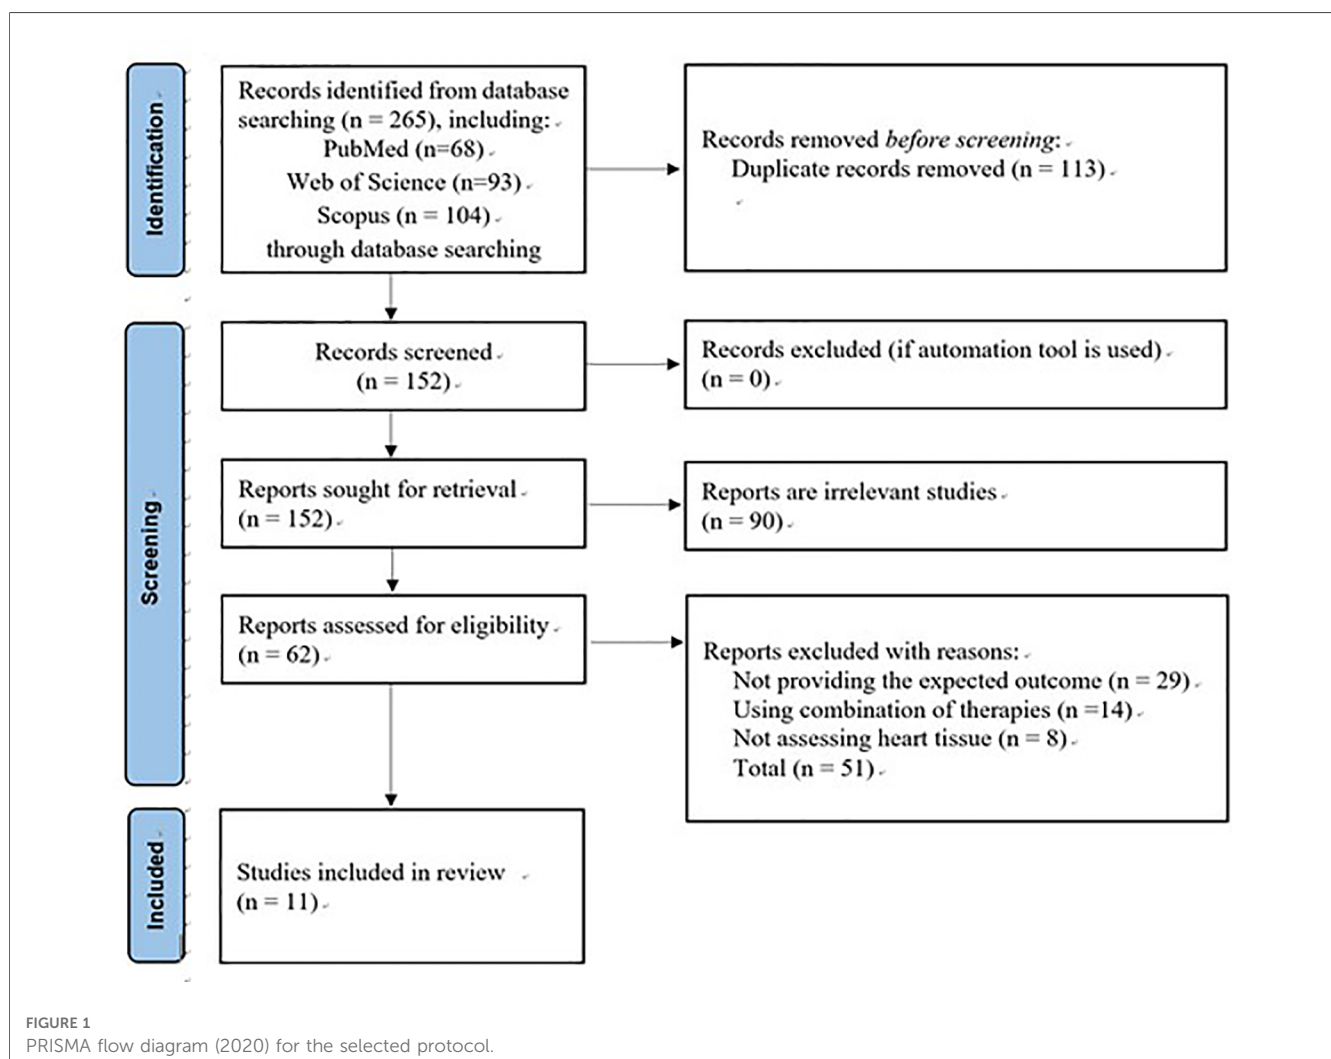 Identification
Records identified from database
searching (n = 265), including:
PubMed (n=68)
Web of Science (n=93)
Scopus (n = 104)
through database searching
Records removed before screening:
Duplicate records removed (n = 113)
Screening
Records screened
(n = 152)
Records excluded (if automation tool is used)
(n = 0)
Reports sought for retrieval
(n = 152)
Reports are irrelevant studies
(n = 90)
Reports assessed for eligibility
(n = 62)
Reports excluded with reasons:
Not providing the expected outcome (n = 29)
Using combination of therapies (n =14)
Not assessing heart tissue (n = 8)
Total (n = 51)
Included
Studies included in review
(n = 11)
FIGURE 1
PRISMA flow diagram (2020) for the selected protocol.